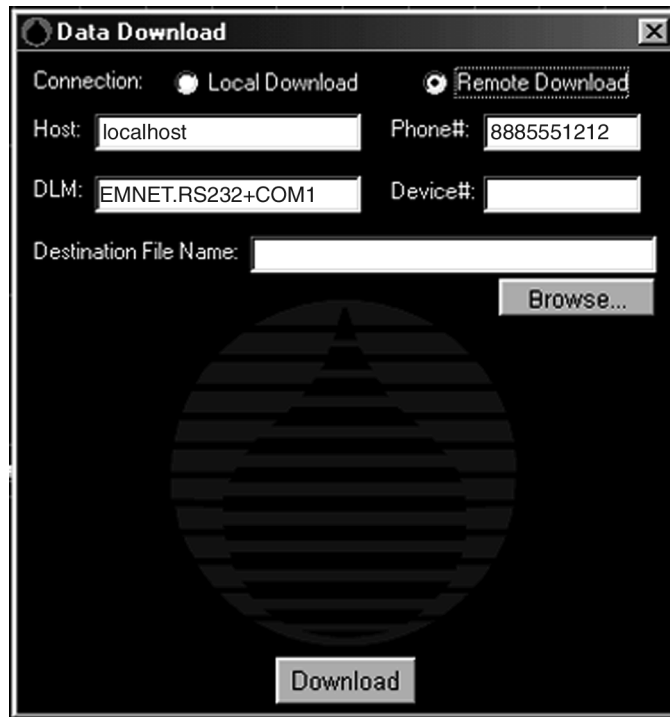 Data Download
Connection: Local Download Remote Download
Host: localhost Phone#: 8885551212
DLM: EMNET.RS232+COM1 Device#:
Destination File Name:
Browse...
Download